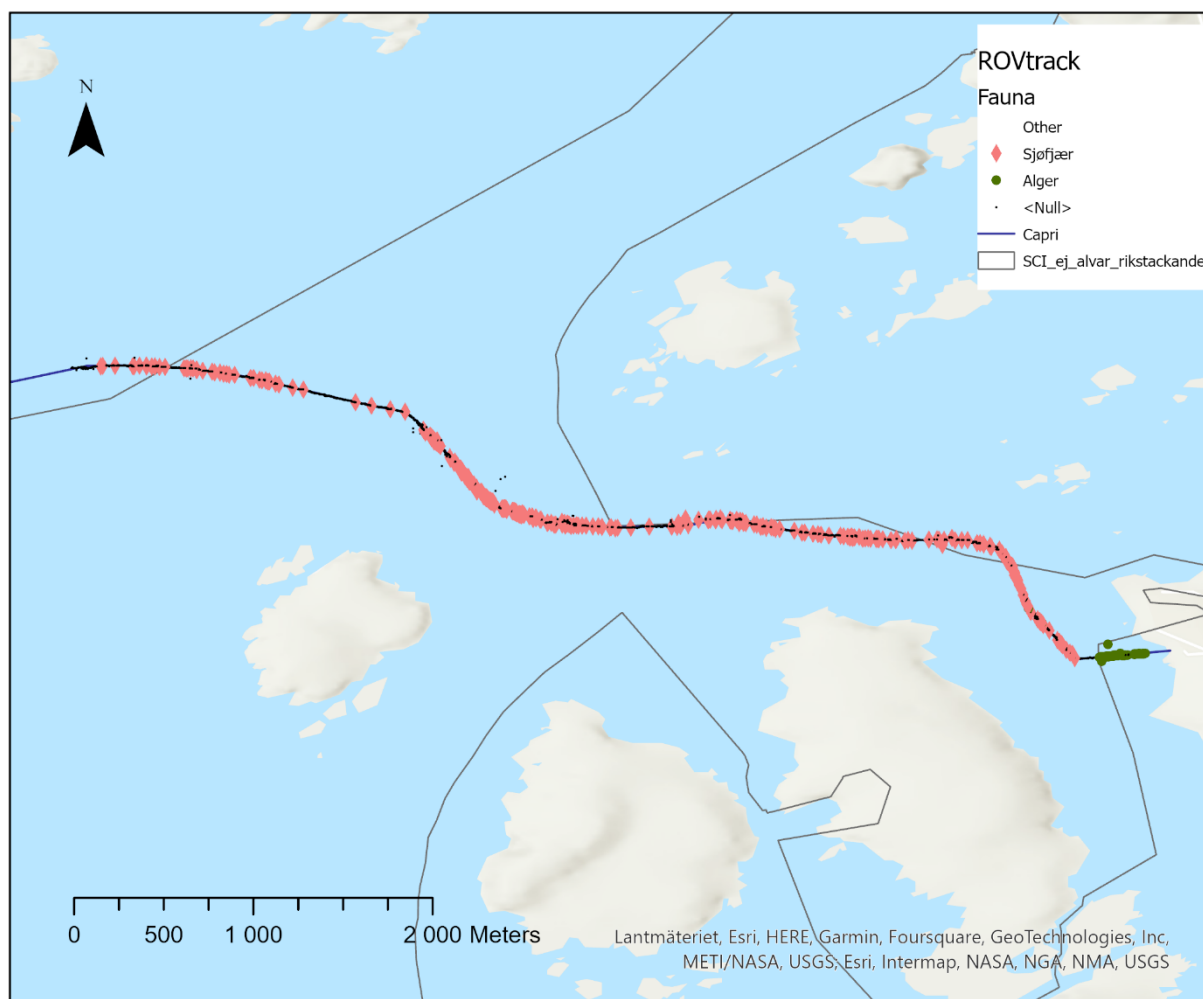 N
ROVtrack
Fauna
Other
Sjøfjær
Alger
<Null>
Capri
SCI_ej_alvar_rikstackande
0 500 1 000 2 000 Meters
Lantmäteriet, Esri, HERE, Garmin, Foursquare, GeoTechnologies, Inc,
METI/NASA, USGS; Esri, Intermap, NASA, NGA, NMA, USGS